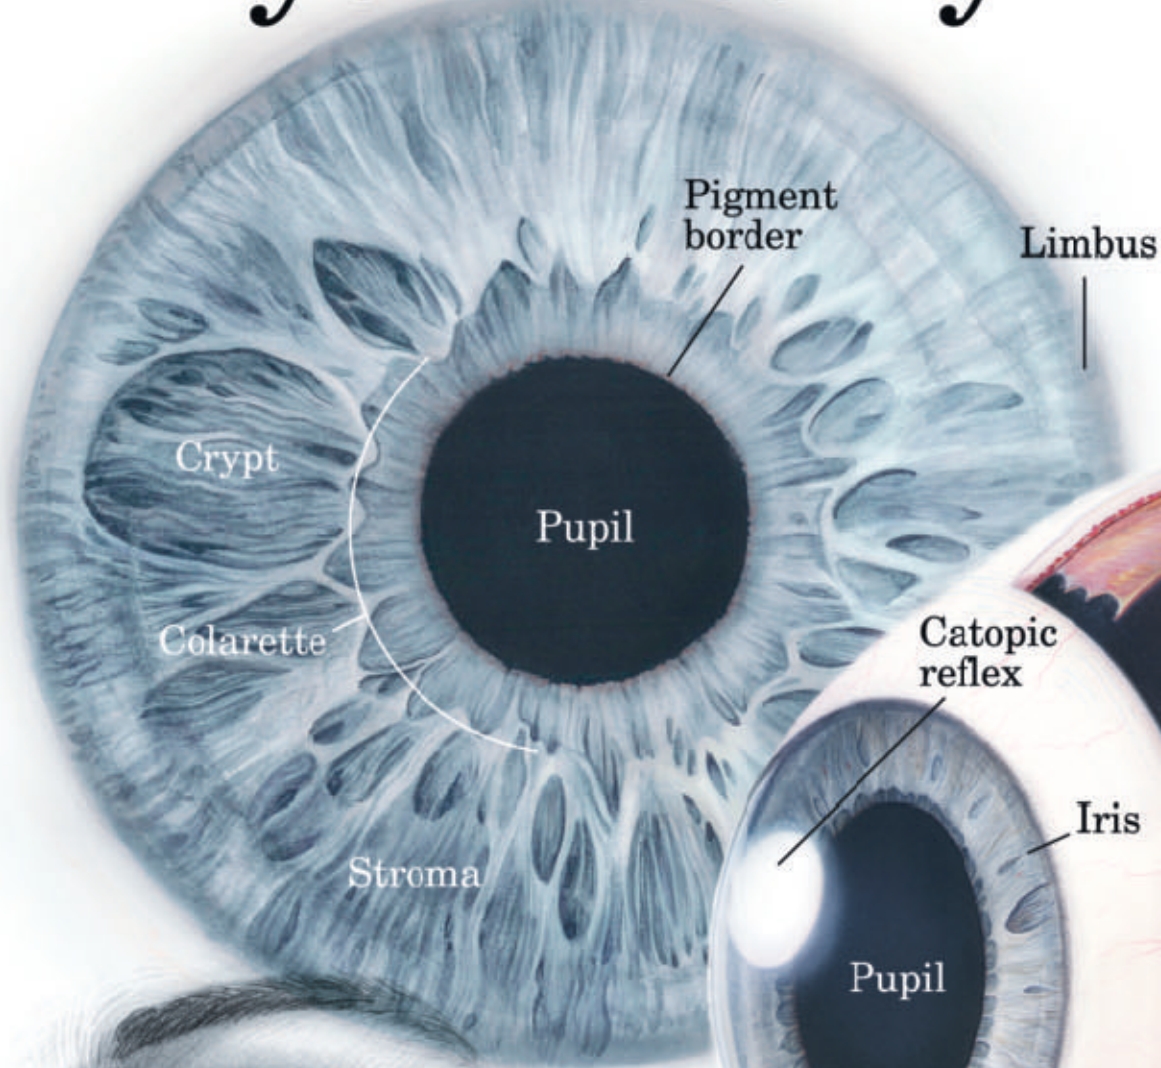 Pigment
border
Limbus
Crypt
Pupil
Colarette
Catopic
reflex
Stroma
Iris
Pupil